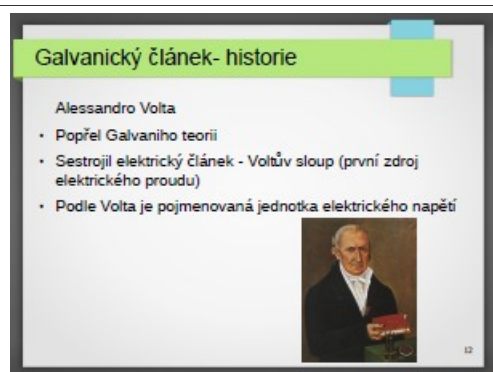 Galvanický článek- historie
Alessandro Volta
• Popřel Galvaniho teorii
• Sestrojil elektrický článek - Voltův sloup (první zdroj
elektrického proudu)
• Podle Volta je pojmenovaná jednotka elektrického napětí
12